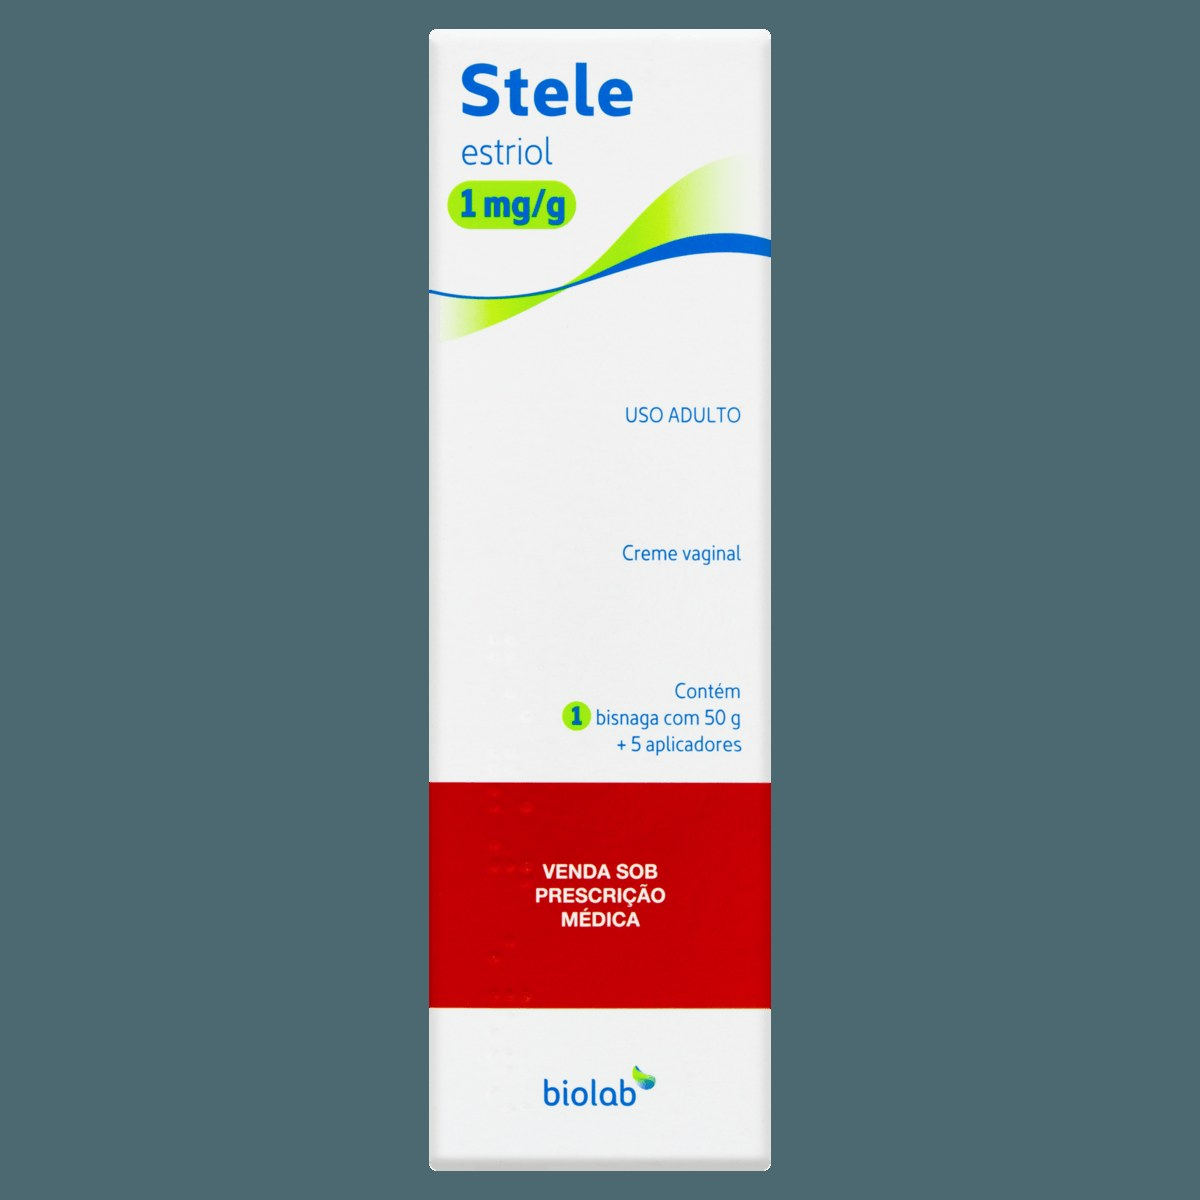 Stele
estriol
1 mg/g
USO ADULTO
Creme vaginal
Contém
1 bisnaga com 50 g
+ 5 aplicadores
VENDA SOB
PRESCRIÇÃO
MÉDICA
biolab